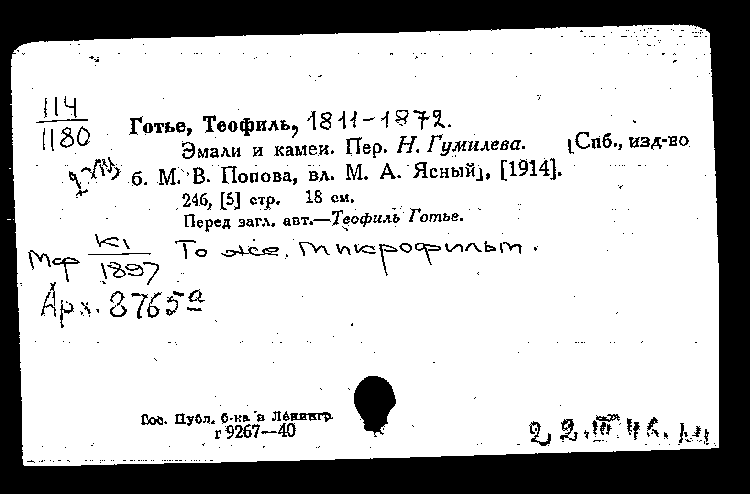 114
1180
Готье, Теофиль, 1811-1872.
Эмали и камеи. Пер. Н. Гумилева. [Спб., изд-во
б. М. В. Попова, вл. М. А. Ясный], [1914].
246, [5] стр. 18 см.
Перед загл. авт.—Теофиль Готье.
Мар К1 То же. Микрофильм.
1897
Арх. 8765а
Гос. Публ. б-ка в Ленингр.
г 9267—40